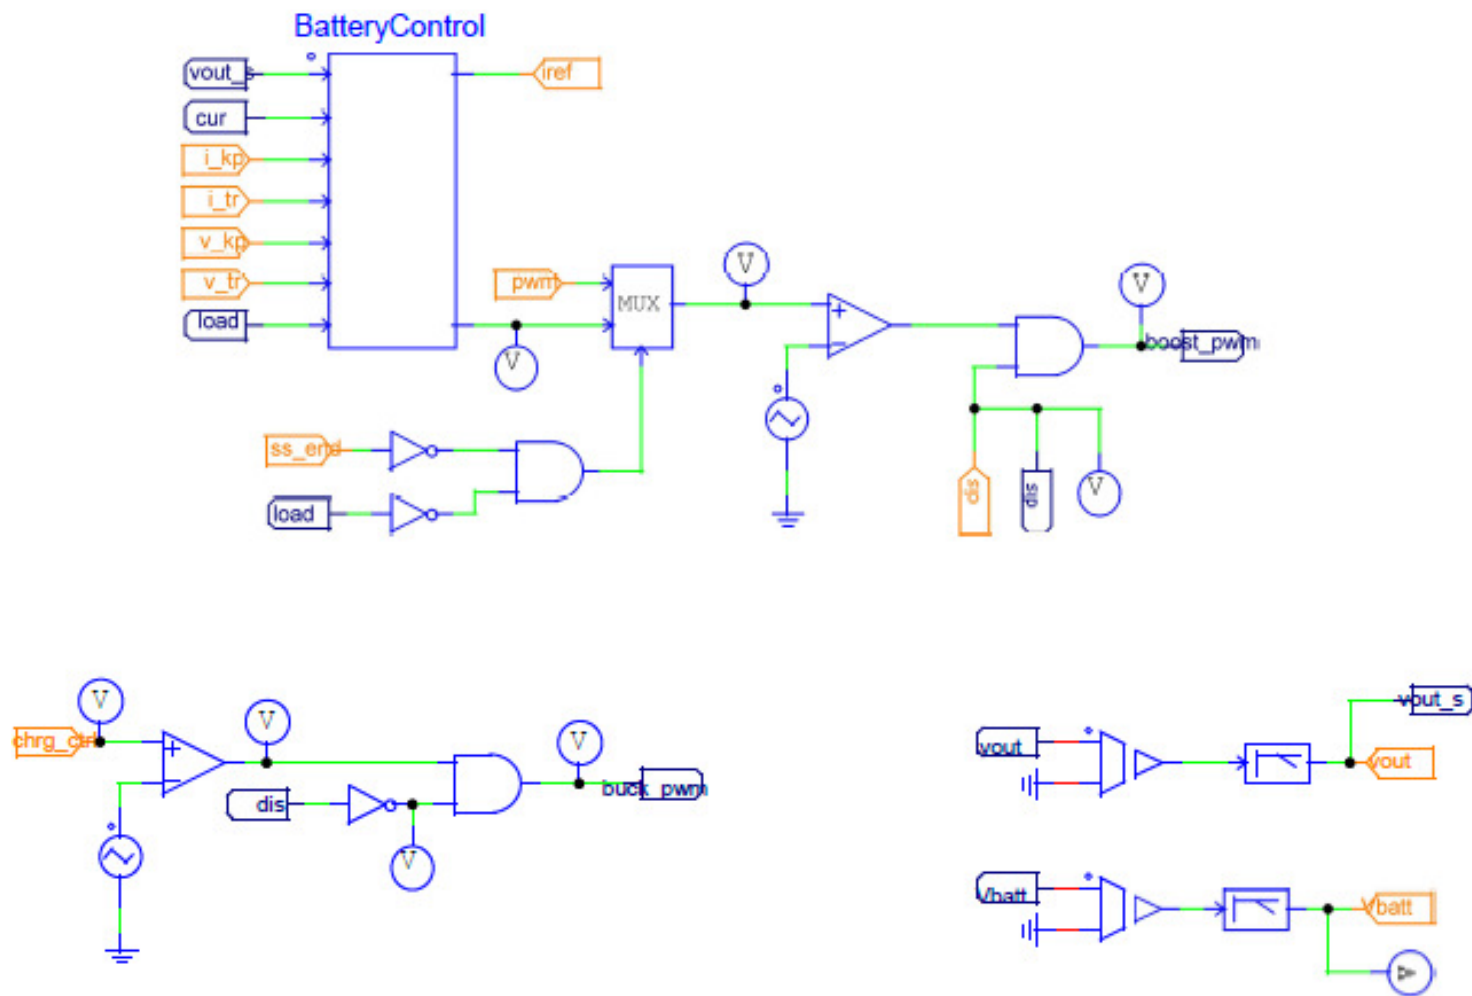 BatteryControl
vout_s
iref
cur
i_kp
i_tr
v_kp
v_tr
load
pwm
MUX
V
V
V
boost_pwm
ss_end
load
dis
dis
V
V
chrg_ctrl
V
V
dis
buck_pwm
V
vout
vout_s
vout
Vbatt
Vbatt
V